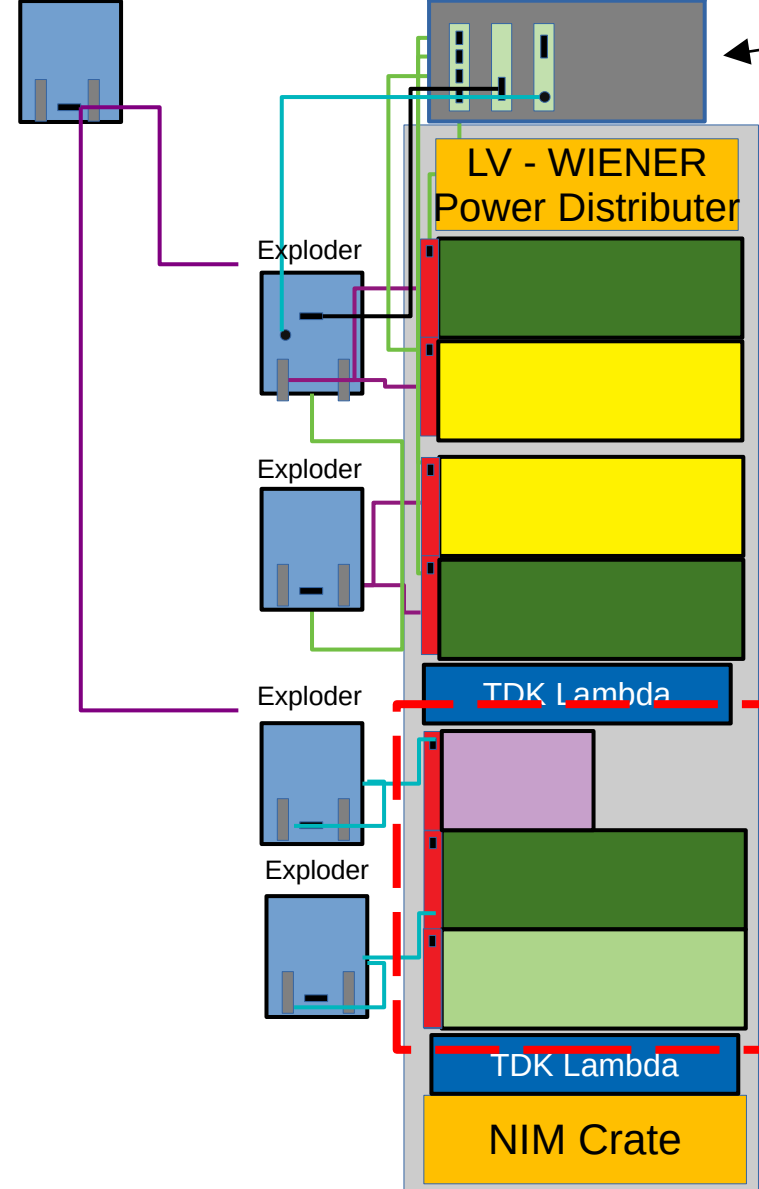 LV - WIENER
Power Distributer
Exploder
Exploder
TDK Lambda
Exploder
Exploder
TDK Lambda
NIM Crate